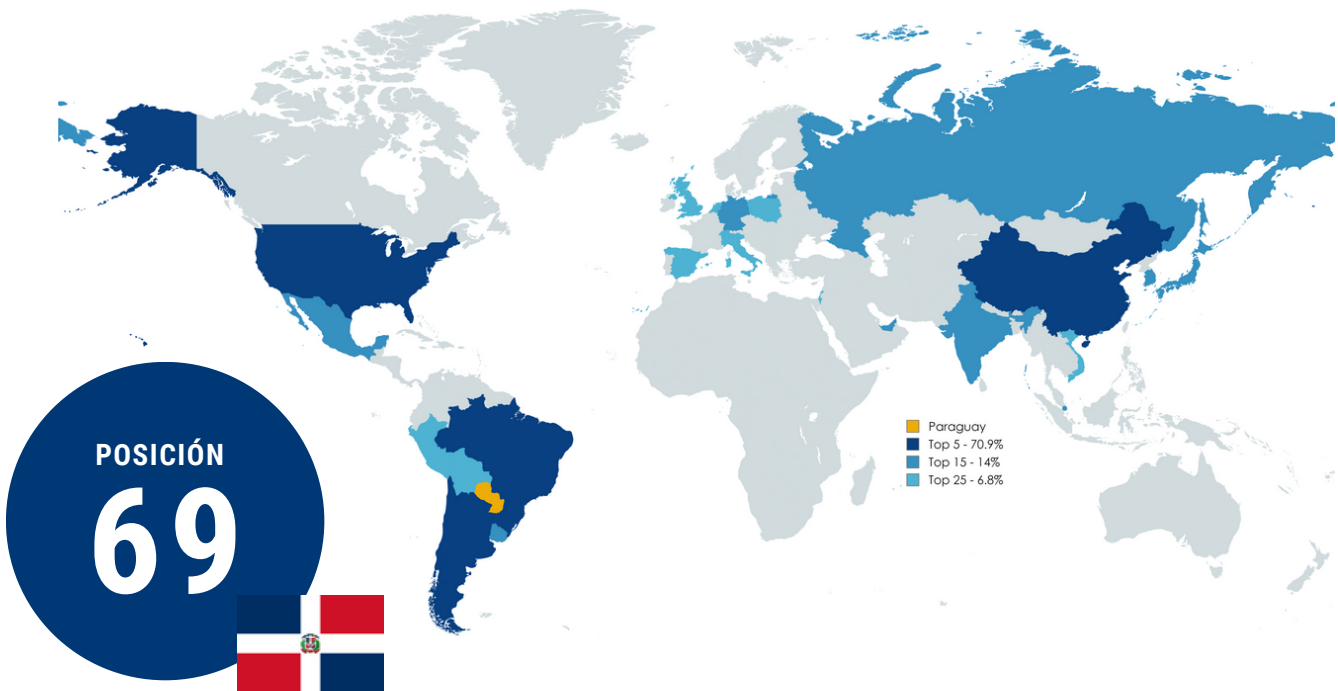 POSICIÓN
69
Paraguay
Top 5 - 70.9%
Top 15 - 14%
Top 25 - 6.8%